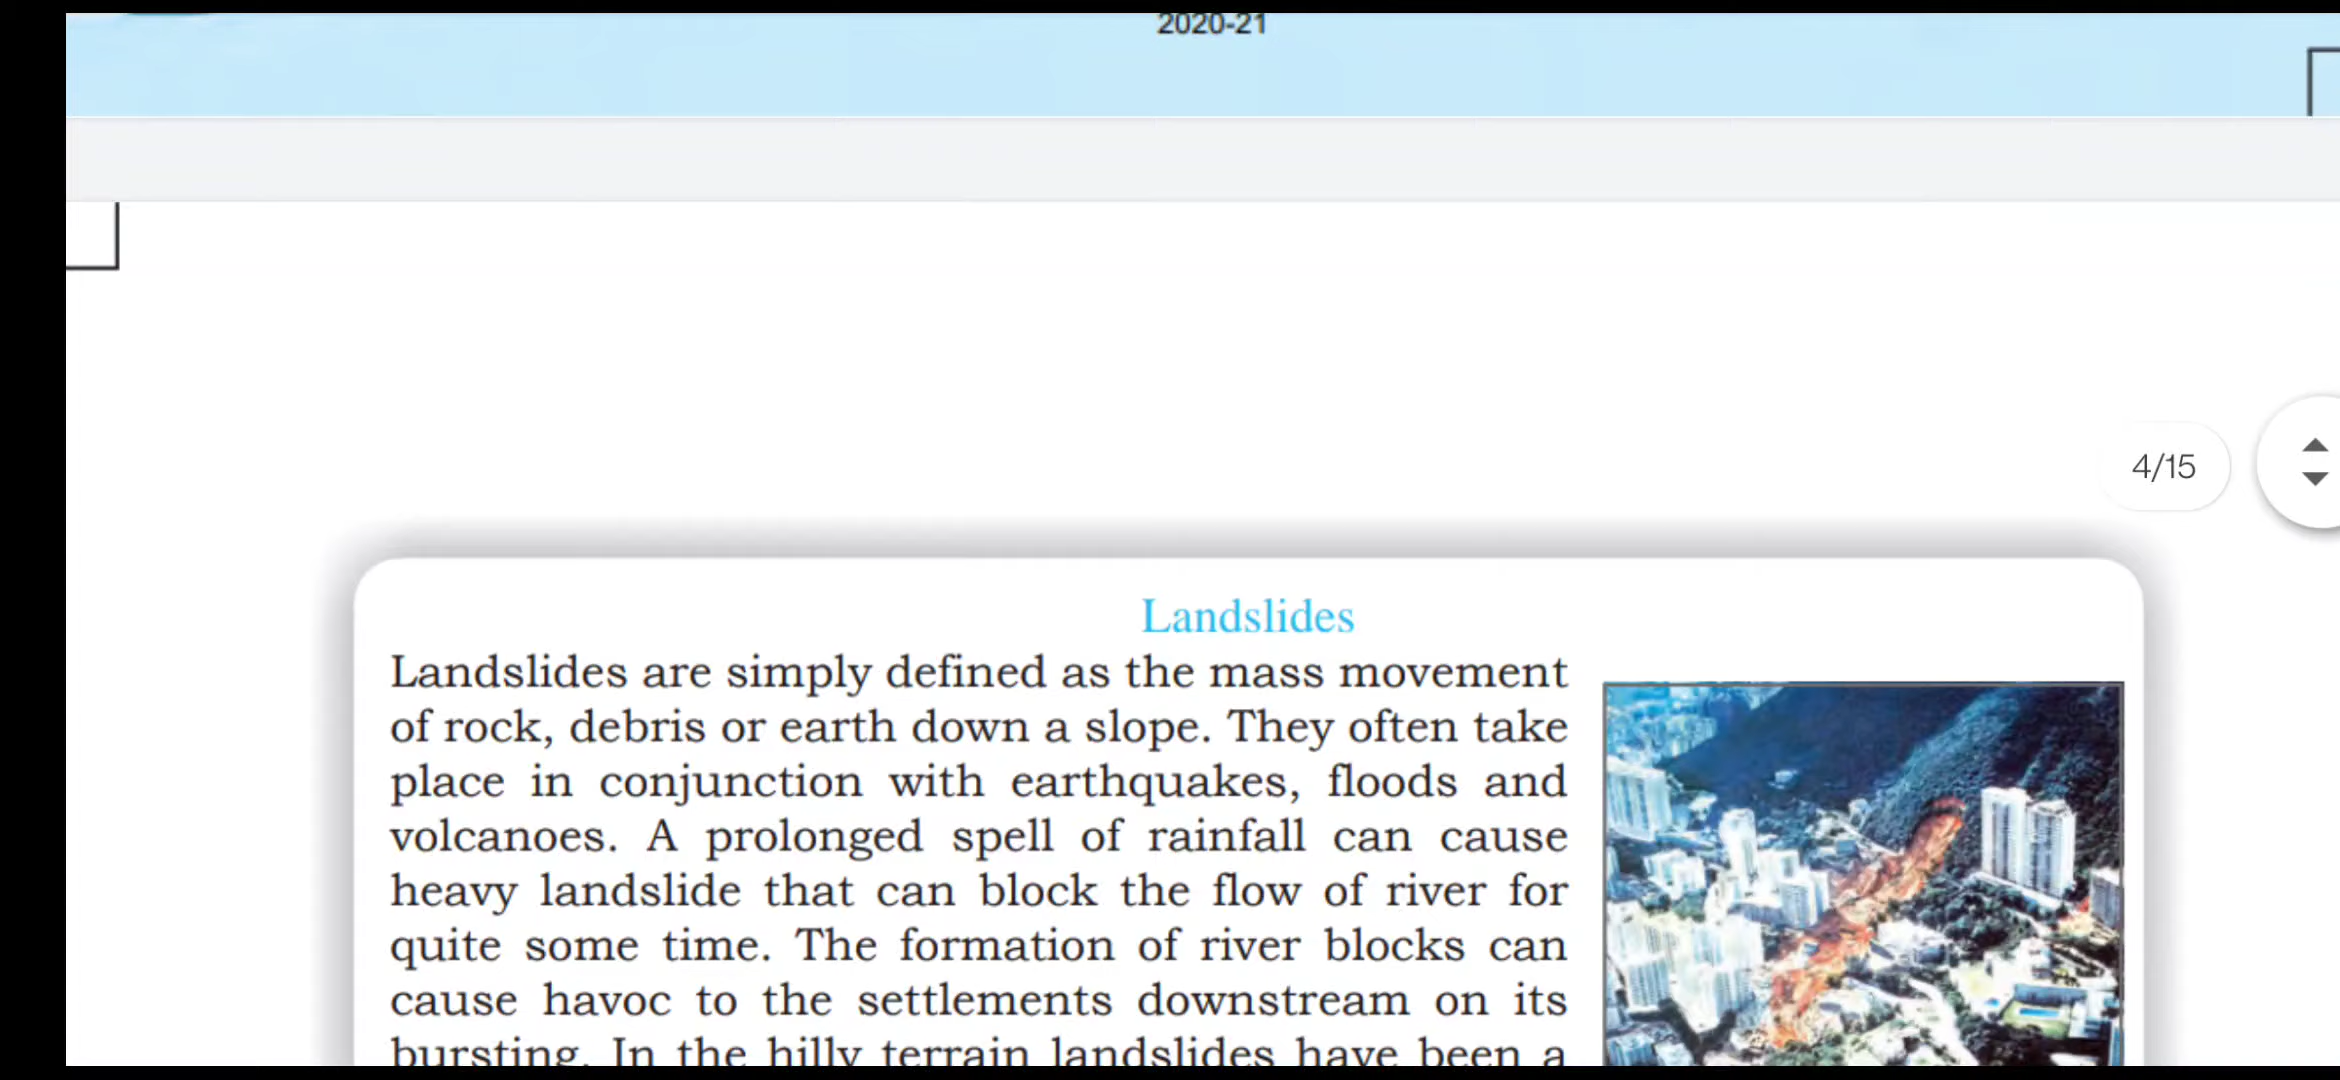 2020-21
4/15
Landslides
Landslides are simply defined as the mass movement
of rock, debris or earth down a slope. They often take
place in conjunction with earthquakes, floods and
volcanoes. A prolonged spell of rainfall can cause
heavy landslide that can block the flow of river for
quite some time. The formation of river blocks can
cause havoc to the settlements downstream on its
bursting. In the hilly terrain landslides have been a